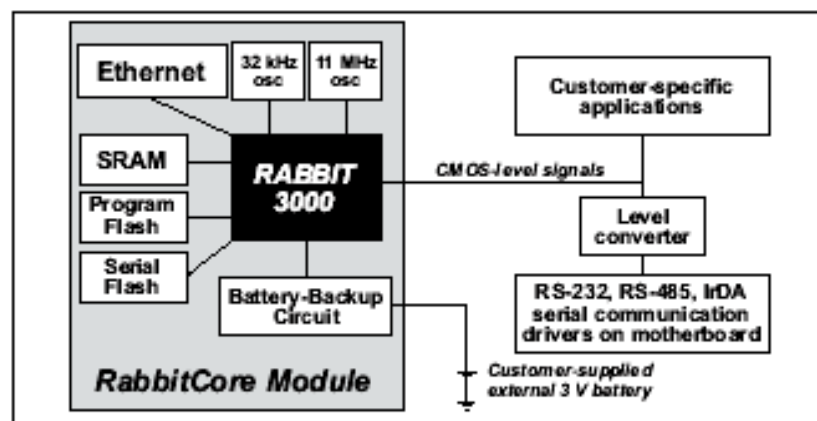 Ethernet
32 kHz
osc
11 MHz
osc
SRAM
Program
Flash
Serial
Flash
RABBIT
3000
Battery-Backup
Circuit
RabbitCore Module
CMOS-level signals
Customer-specific
applications
Level
converter
RS-232, RS-485, IrDA
serial communication
drivers on motherboard
Customer-supplied
external 3 V battery